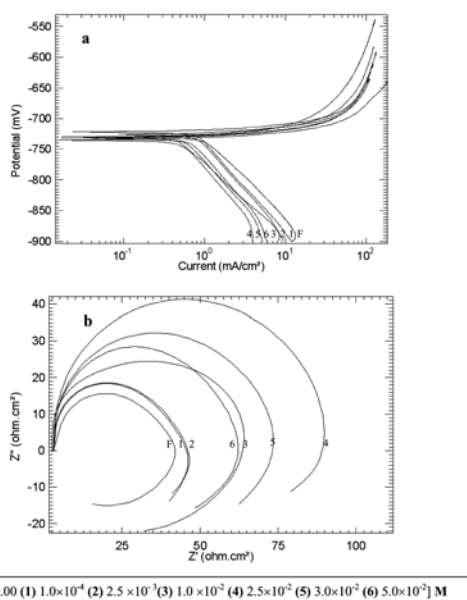 a
-550
-600
-650
-700
-750
-800
-850
-900
Potential (mV)
4 5 6 3 2 1 F
10⁻¹ 10⁰ 10¹ 10²
Current (mA/cm²)
b
40
30
20
10
0
-10
-20
Z" (ohm.cm²)
F 1 2 6 3 5 4
25 50 75 100
Z' (ohm.cm²)
.00 (1) 1.0×10⁻⁴ (2) 2.5 ×10⁻³(3) 1.0 ×10⁻² (4) 2.5×10⁻² (5) 3.0×10⁻² (6) 5.0×10⁻²] M